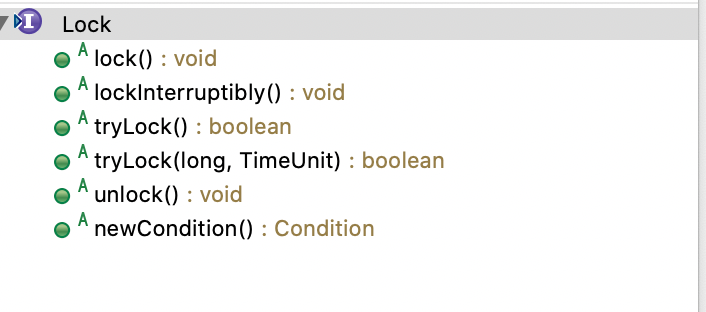 I Lock
A lock() : void
A lockInterruptibly() : void
A tryLock() : boolean
A tryLock(long, TimeUnit) : boolean
A unlock() : void
A newCondition() : Condition